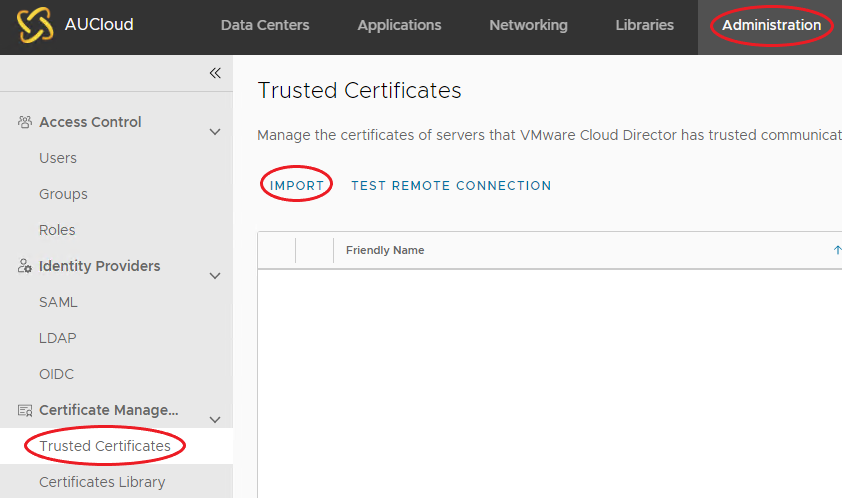 AUCloud
Data Centers
Applications
Networking
Libraries
Administration
Access Control
Users
Groups
Roles
Identity Providers
SAML
LDAP
OIDC
Certificate Manage...
Trusted Certificates
Certificates Library
Trusted Certificates
Manage the certificates of servers that VMware Cloud Director has trusted communicat
IMPORT
TEST REMOTE CONNECTION
Friendly Name